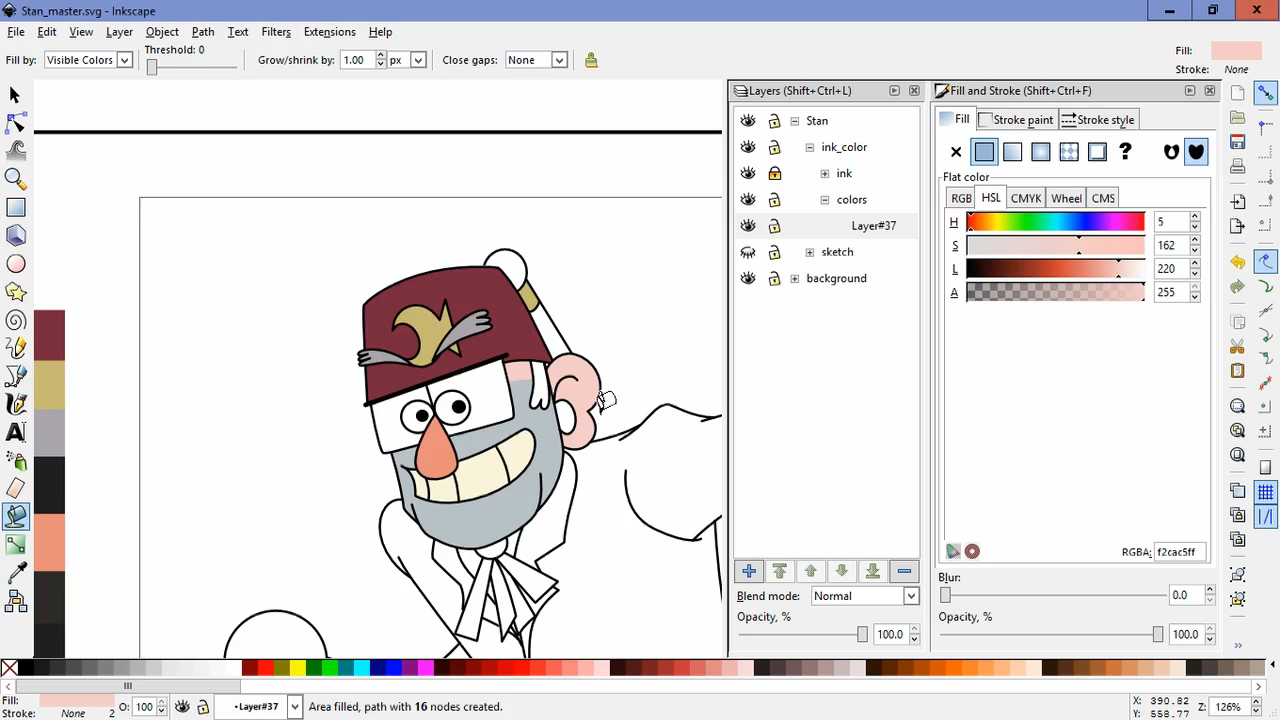 Stan_master.svg - Inkscape
File Edit View Layer Object Path Text Filters Extensions Help
Fill by: Visible Colors Threshold: 0 Grow/shrink by: 1.00 px Close gaps: None
Fill:
Stroke: None
Layers (Shift+Ctrl+L)
Stan
ink_color
ink
colors
Layer#37
sketch
background
Blend mode: Normal
Opacity, %
100.0
Fill and Stroke (Shift+Ctrl+F)
Fill Stroke paint Stroke style
Flat color
RGB HSL CMYK Wheel CMS
H 5
S 162
L 220
A 255
RGBA: f2cac5ff
Blur:
0.0
Opacity, %
100.0
Fill:
Stroke: None 2 O: 100 •Layer#37 Area filled, path with 16 nodes created.
X: 390.82
Y: 558.77
Z: 126%